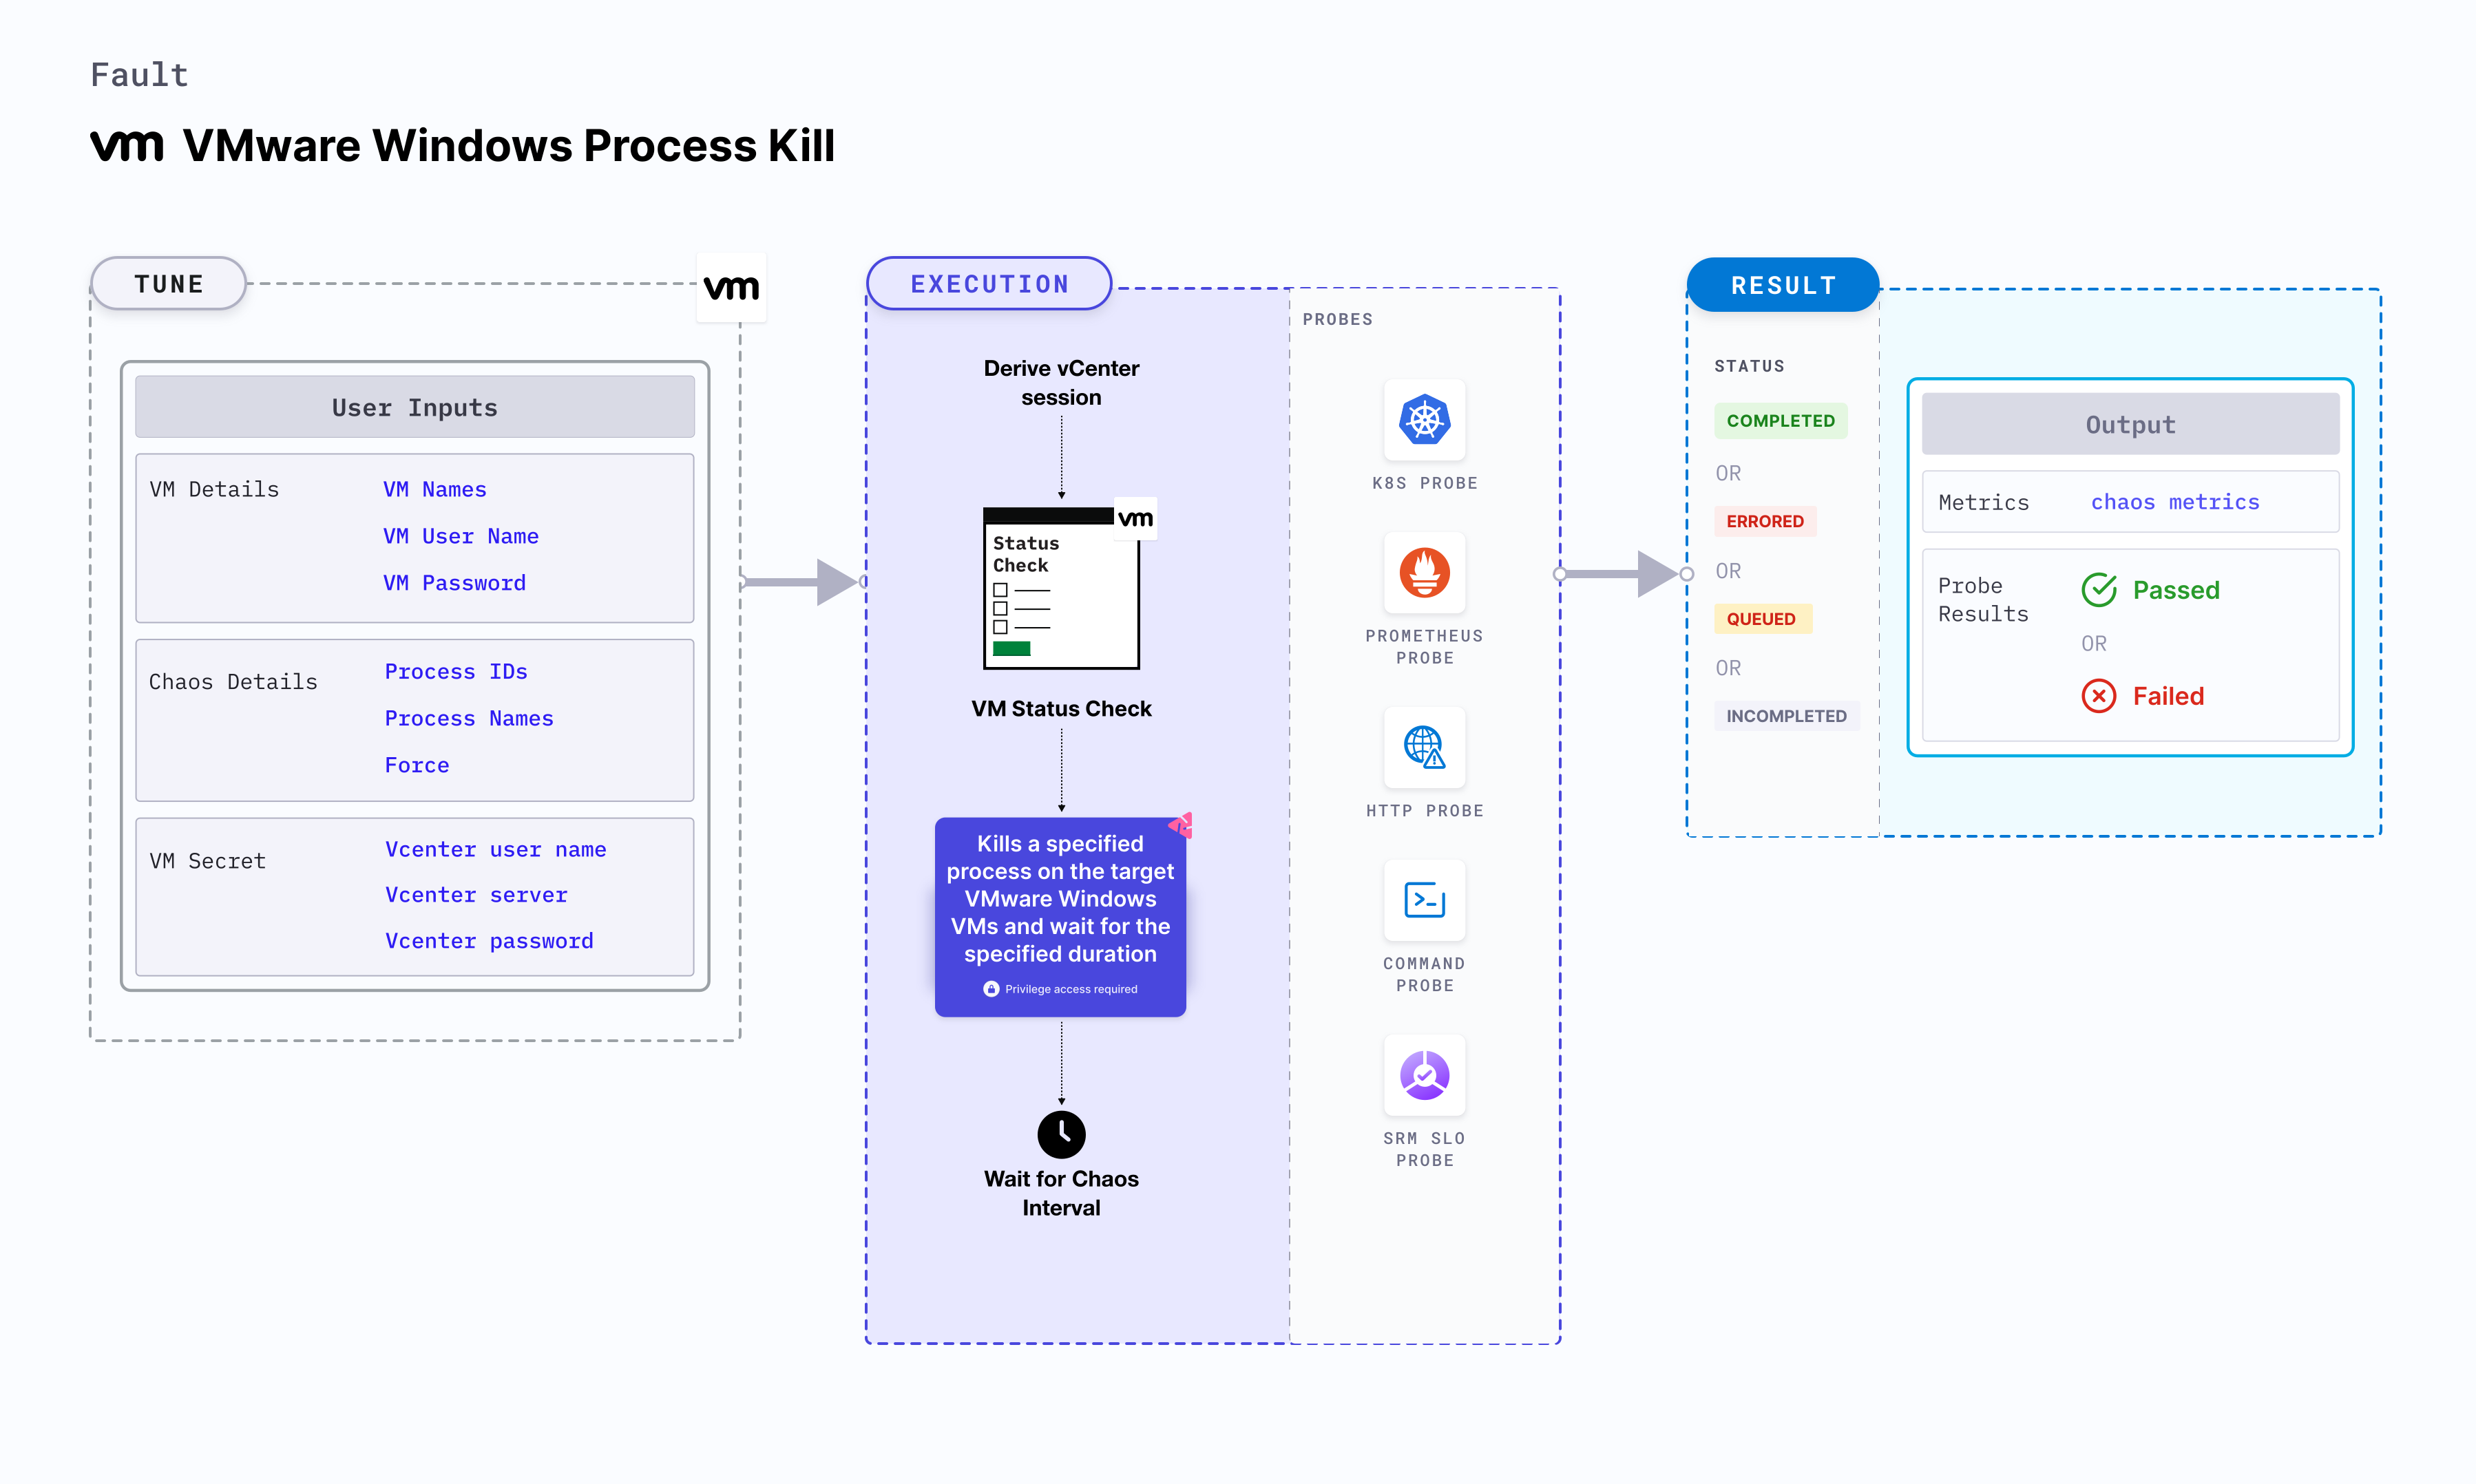 Fault
vm VMware Windows Process Kill
TUNE
vm
User Inputs
VM Details
VM Names
VM User Name
VM Password
Chaos Details
Process IDs
Process Names
Force
VM Secret
Vcenter user name
Vcenter server
Vcenter password
EXECUTION
Derive vCenter
session
vm
Status
Check
VM Status Check
Kills a specified
process on the target
VMware Windows
VMs and wait for the
specified duration
Privilege access required
Wait for Chaos
Interval
PROBES
K8S PROBE
PROMETHEUS
PROBE
HTTP PROBE
COMMAND
PROBE
SRM SLO
PROBE
RESULT
STATUS
COMPLETED
OR
ERRORED
OR
QUEUED
OR
INCOMPLETED
Output
Metrics
chaos metrics
Probe
Results
Passed
OR
Failed